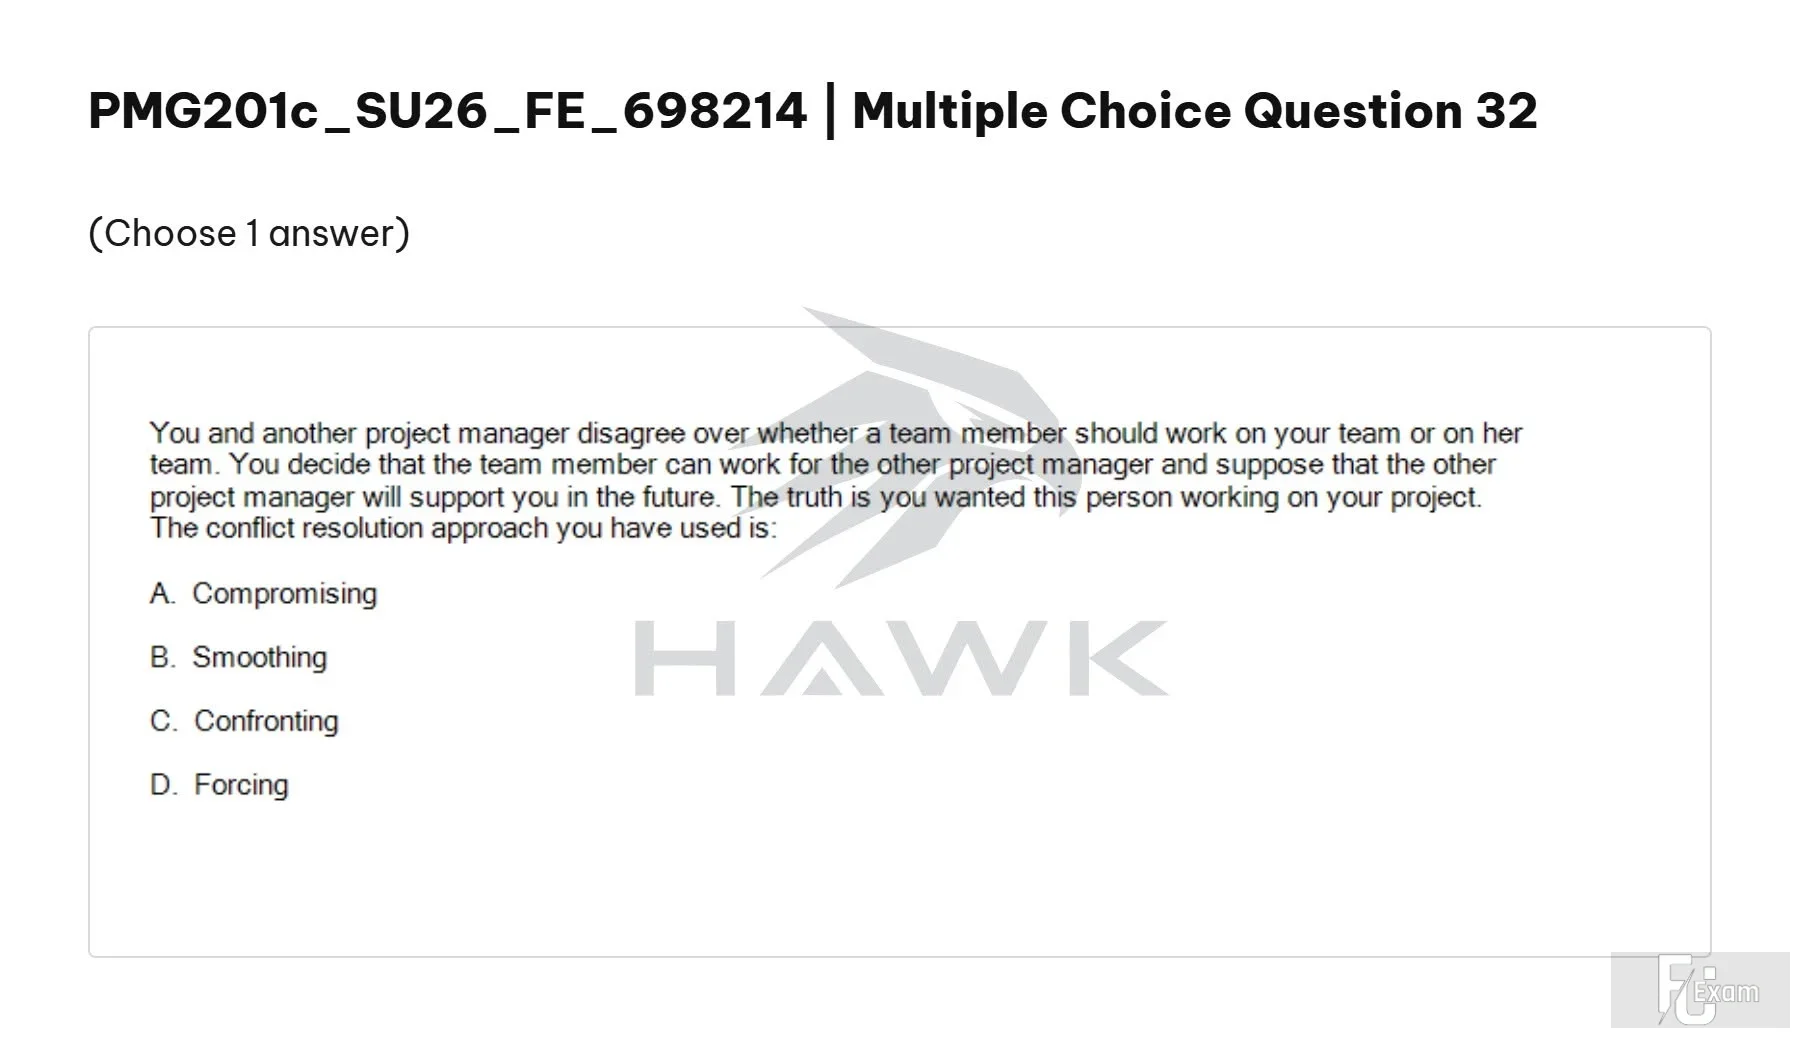 PMG201c_SU26_FE_698214 | Multiple Choice Question 32
(Choose 1 answer)
You and another project manager disagree over whether a team member should work on your team or on her
team. You decide that the team member can work for the other project manager and suppose that the other
project manager will support you in the future. The truth is you wanted this person working on your project.
The conflict resolution approach you have used is:
A. Compromising
B. Smoothing
C. Confronting
D. Forcing
HAWK
FU Exam